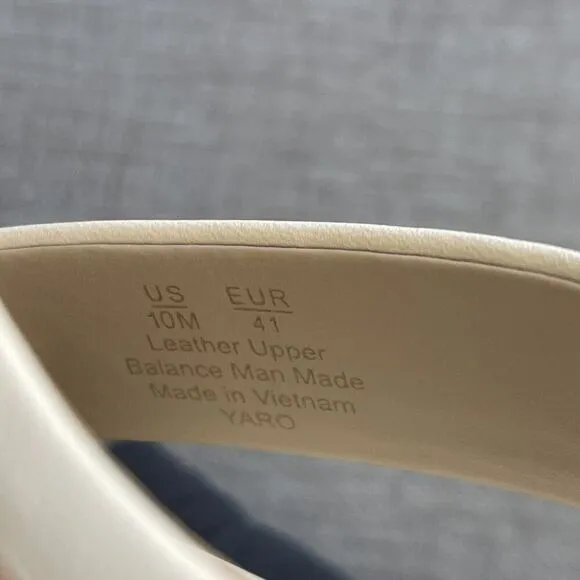 US EUR
10M 41
Leather Upper
Balance Man Made
Made in Vietnam
YARO